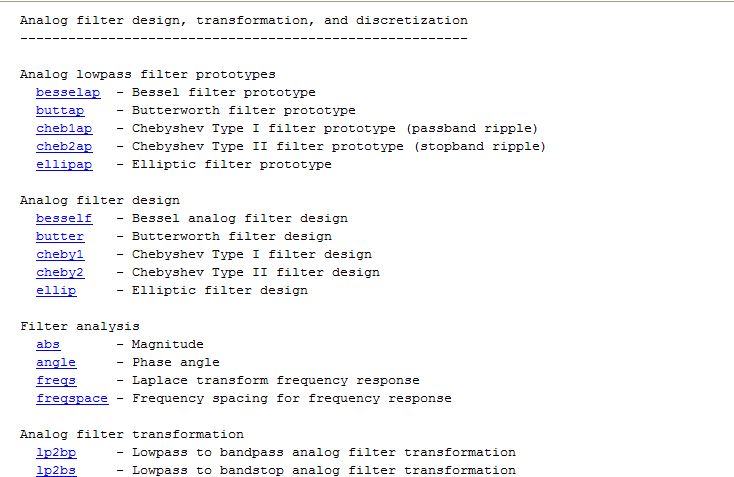 Analog filter design, transformation, and discretization
--------------------------------------------------------
Analog lowpass filter prototypes
besselap - Bessel filter prototype
buttap - Butterworth filter prototype
cheb1ap - Chebyshev Type I filter prototype (passband ripple)
cheb2ap - Chebyshev Type II filter prototype (stopband ripple)
ellipap - Elliptic filter prototype
Analog filter design
besself - Bessel analog filter design
butter - Butterworth filter design
cheby1 - Chebyshev Type I filter design
cheby2 - Chebyshev Type II filter design
ellip - Elliptic filter design
Filter analysis
abs - Magnitude
angle - Phase angle
freqs - Laplace transform frequency response
freqspace - Frequency spacing for frequency response
Analog filter transformation
lp2bp - Lowpass to bandpass analog filter transformation
lp2bs - Lowpass to bandstop analog filter transformation